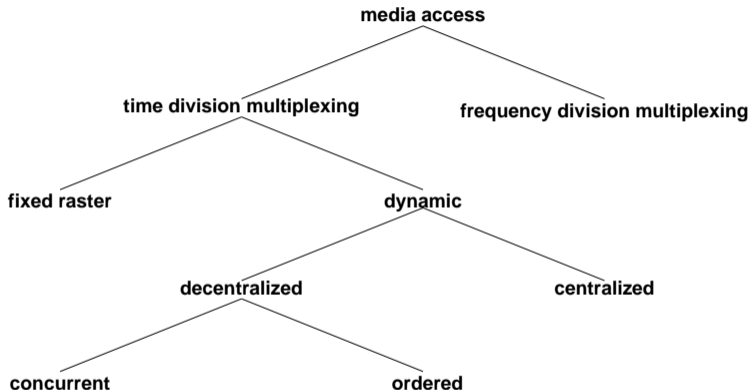 media access
time division multiplexing
frequency division multiplexing
fixed raster
dynamic
decentralized
centralized
concurrent
ordered